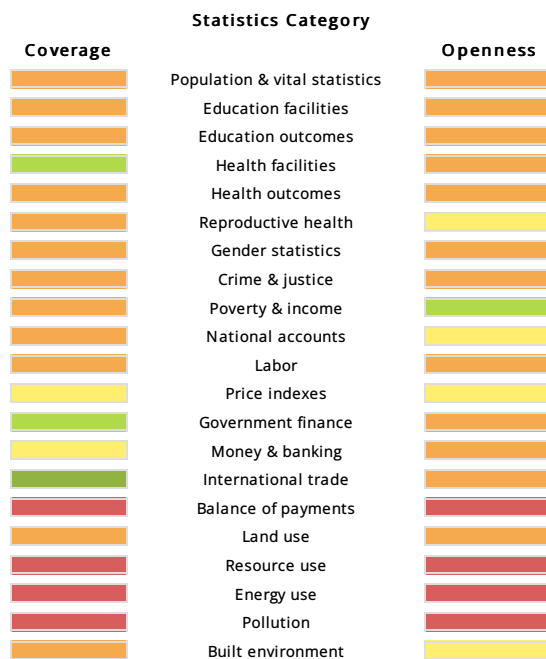 Statistics Category
Coverage Openness
Population & vital statistics
Education facilities
Education outcomes
Health facilities
Health outcomes
Reproductive health
Gender statistics
Crime & justice
Poverty & income
National accounts
Labor
Price indexes
Government finance
Money & banking
International trade
Balance of payments
Land use
Resource use
Energy use
Pollution
Built environment